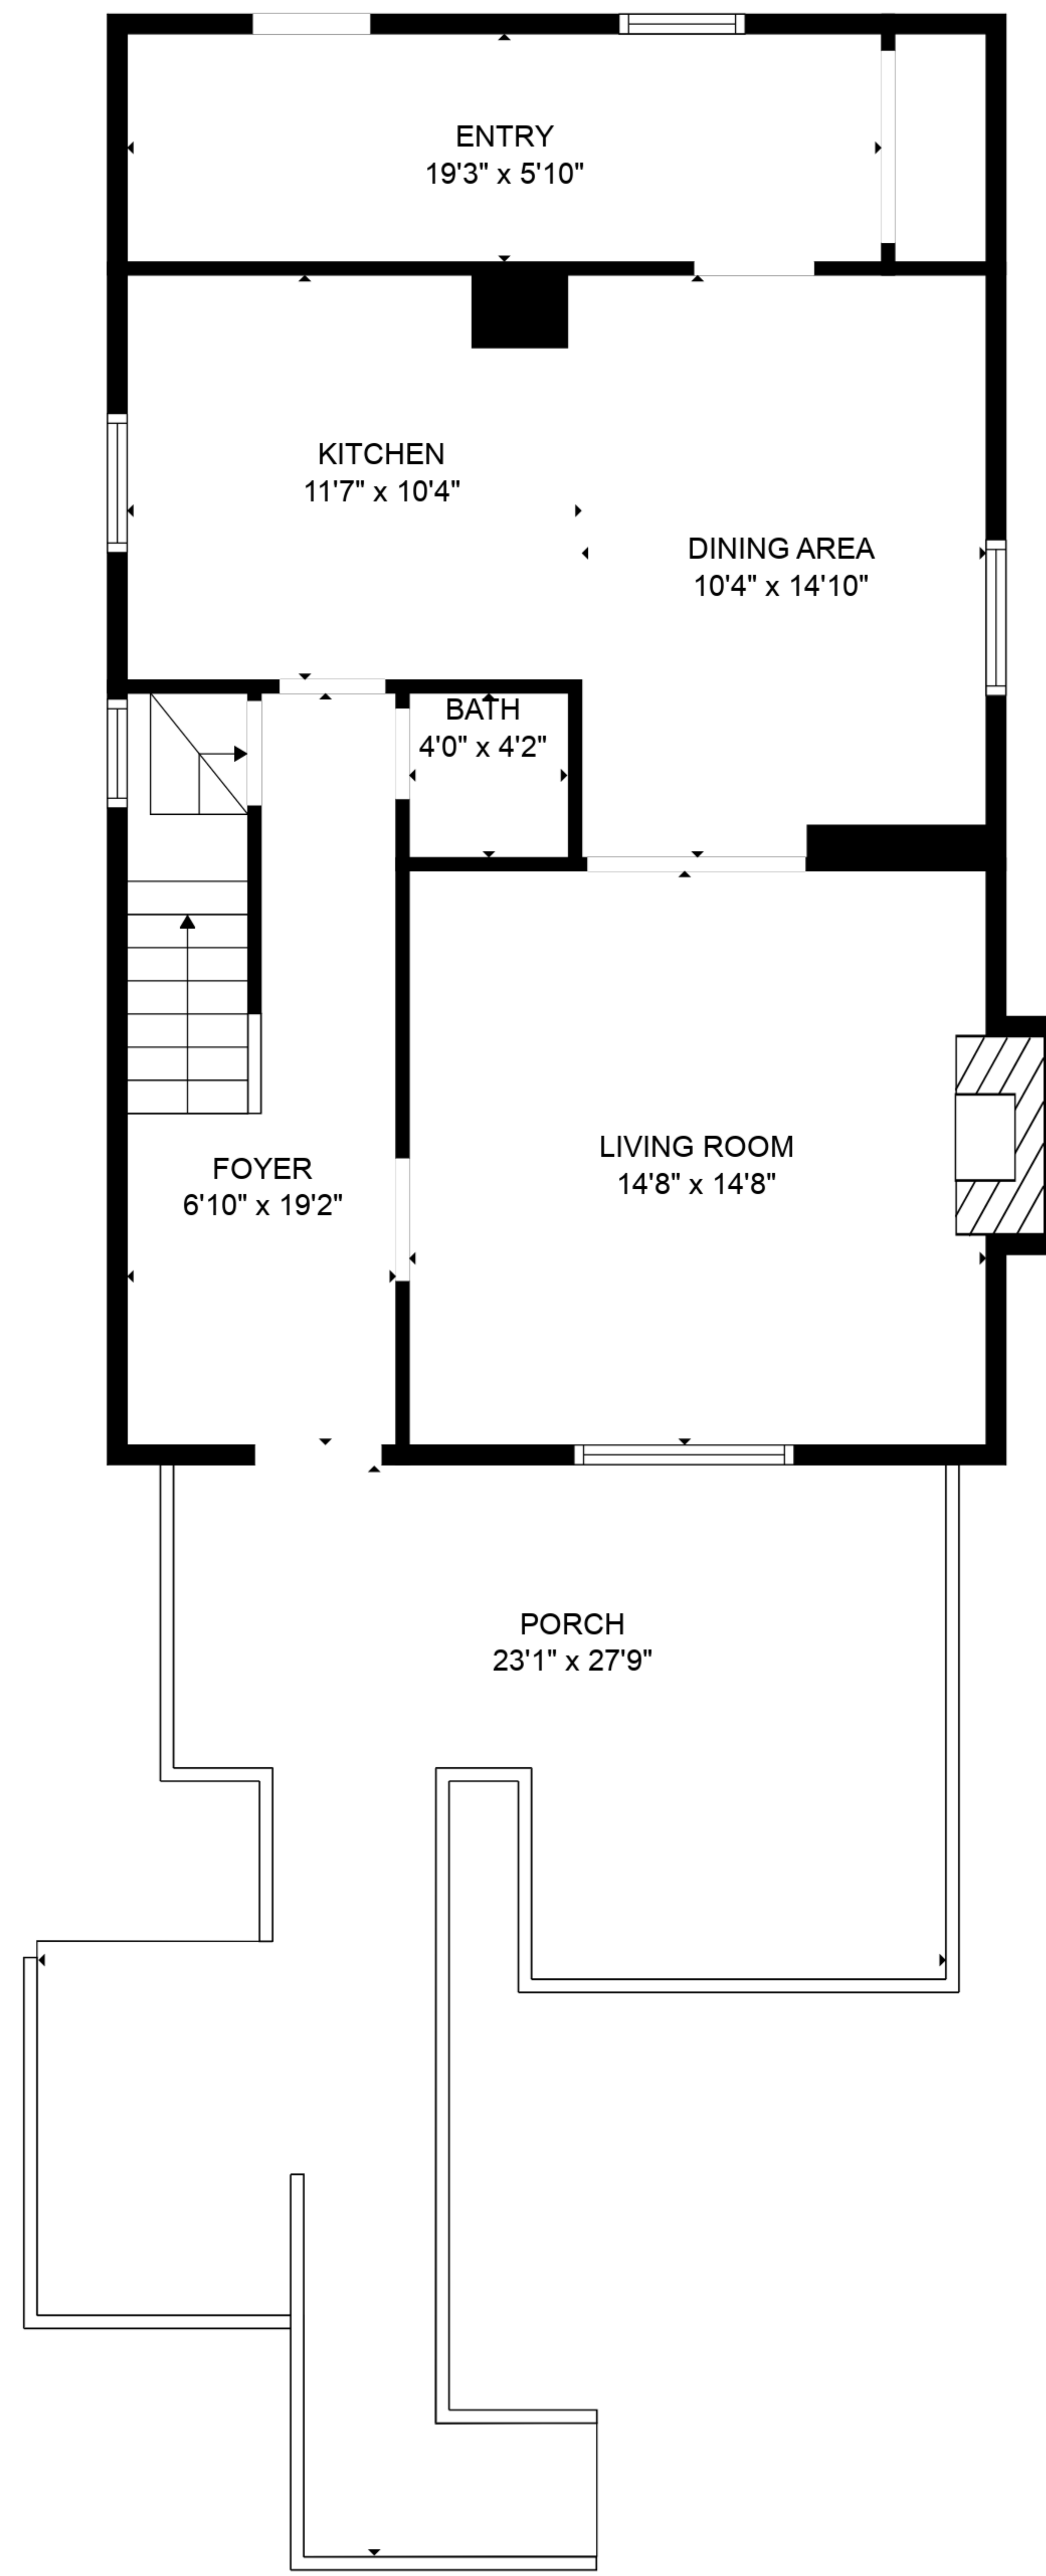 ENTRY
19'3" x 5'10"
KITCHEN
11'7" x 10'4"
DINING AREA
10'4" x 14'10"
BATH
4'0" x 4'2"
LIVING ROOM
14'8" x 14'8"
FOYER
6'10" x 19'2"
PORCH
23'1" x 27'9"